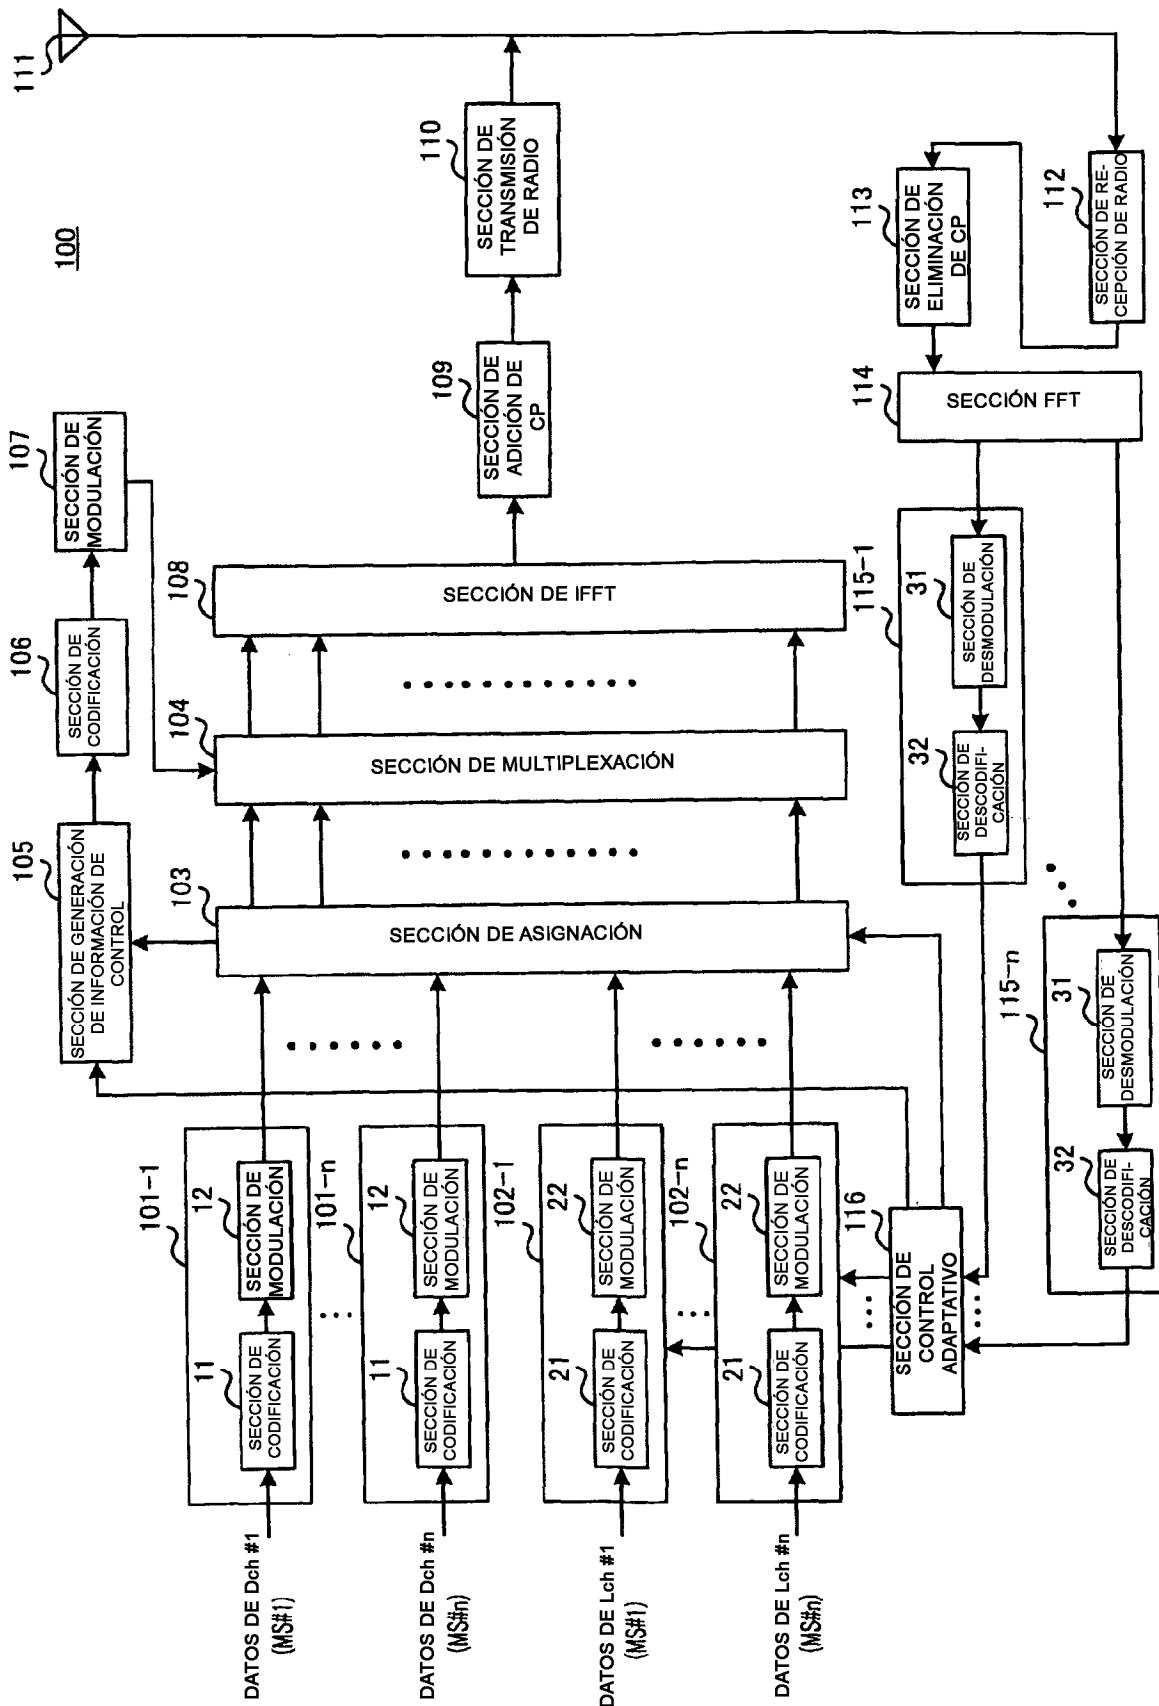 100
DATOS DE Dch #1
(MS#1)
101-1
11
SECCIÓN DE
CODIFICACIÓN
12
SECCIÓN DE
MODULACIÓN
DATOS DE Dch #n
(MS#n)
101-n
11
SECCIÓN DE
CODIFICACIÓN
12
SECCIÓN DE
MODULACIÓN
DATOS DE Lch #1
(MS#1)
102-1
21
SECCIÓN DE
CODIFICACIÓN
22
SECCIÓN DE
MODULACIÓN
DATOS DE Lch #n
(MS#n)
102-n
21
SECCIÓN DE
CODIFICACIÓN
22
SECCIÓN DE
MODULACIÓN
103
SECCIÓN DE ASIGNACIÓN
104
SECCIÓN DE MULTIPLEXACIÓN
105
SECCIÓN DE GENERACIÓN
DE INFORMACIÓN DE
CONTROL
106
SECCIÓN DE
CODIFICACIÓN
107
SECCIÓN DE
MODULACIÓN
108
SECCIÓN DE IFFT
109
SECCIÓN DE
ADICIÓN DE
CP
110
SECCIÓN DE
TRANSMISIÓN
DE RADIO
111
112
SECCIÓN DE RE-
CEPCIÓN DE RADIO
113
SECCIÓN DE
ELIMINACIÓN
DE CP
114
SECCIÓN FFT
115-1
31
SECCIÓN DE
DESMODULACIÓN
32
SECCIÓN DE
DESCODIFI-
CACIÓN
115-n
31
SECCIÓN DE
DESMODULACIÓN
32
SECCIÓN DE
DESCODIFI-
CACIÓN
116
SECCIÓN DE
CONTROL
ADAPTATIVO